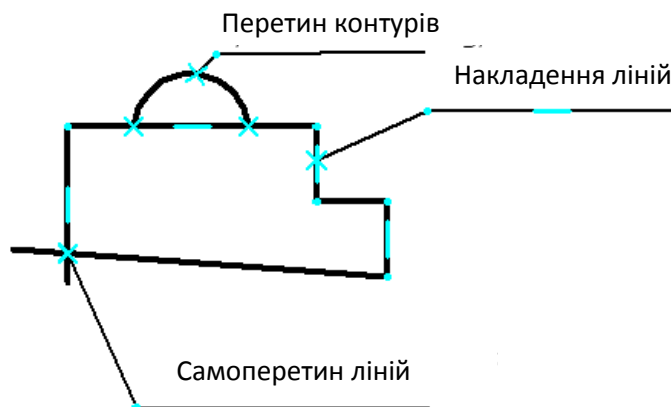 Перетин контурів
Накладення ліній
Самоперетин ліній